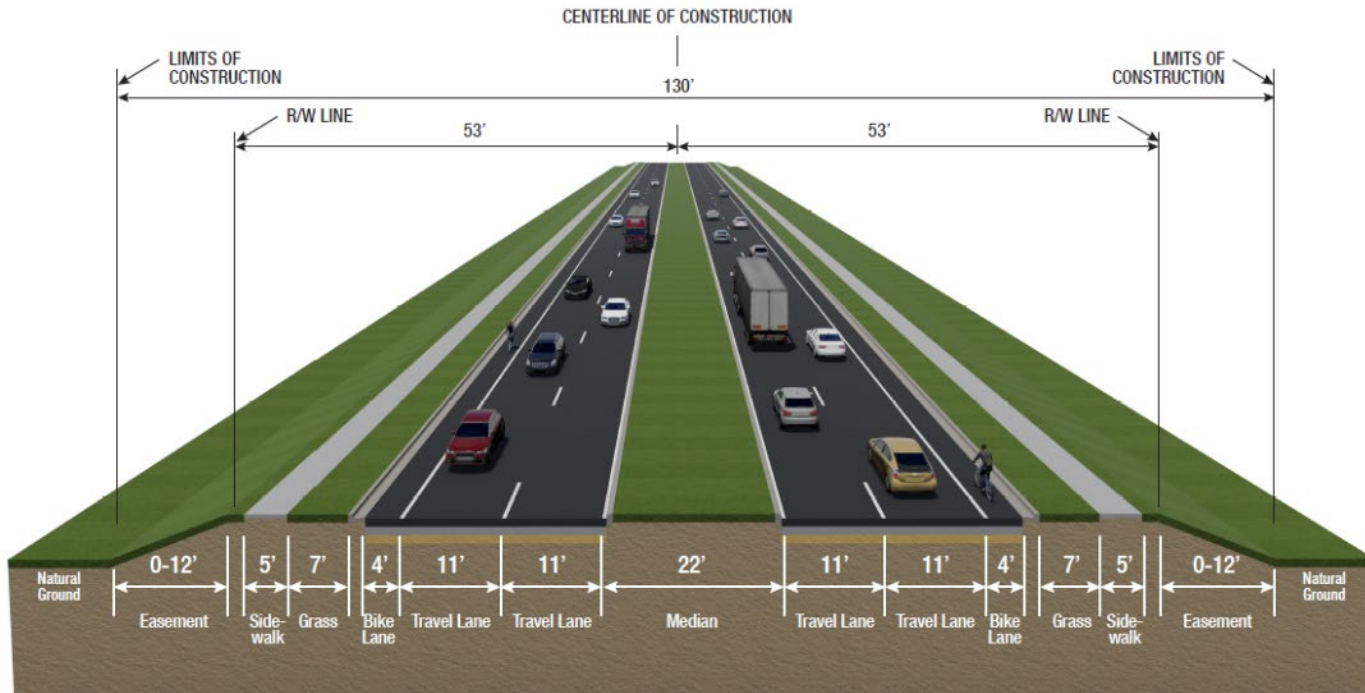 CENTERLINE OF CONSTRUCTION
LIMITS OF
CONSTRUCTION
LIMITS OF
CONSTRUCTION
130’
R/W LINE
R/W LINE
53’
53’
0-12’
5’
7’
4’
11’
11’
22’
11’
11’
4’
7’
5’
0-12’
Natural
Ground
Easement
Side-
walk
Grass
Bike
Lane
Travel Lane
Travel Lane
Median
Travel Lane
Travel Lane
Bike
Lane
Grass
Side-
walk
Easement
Natural
Ground